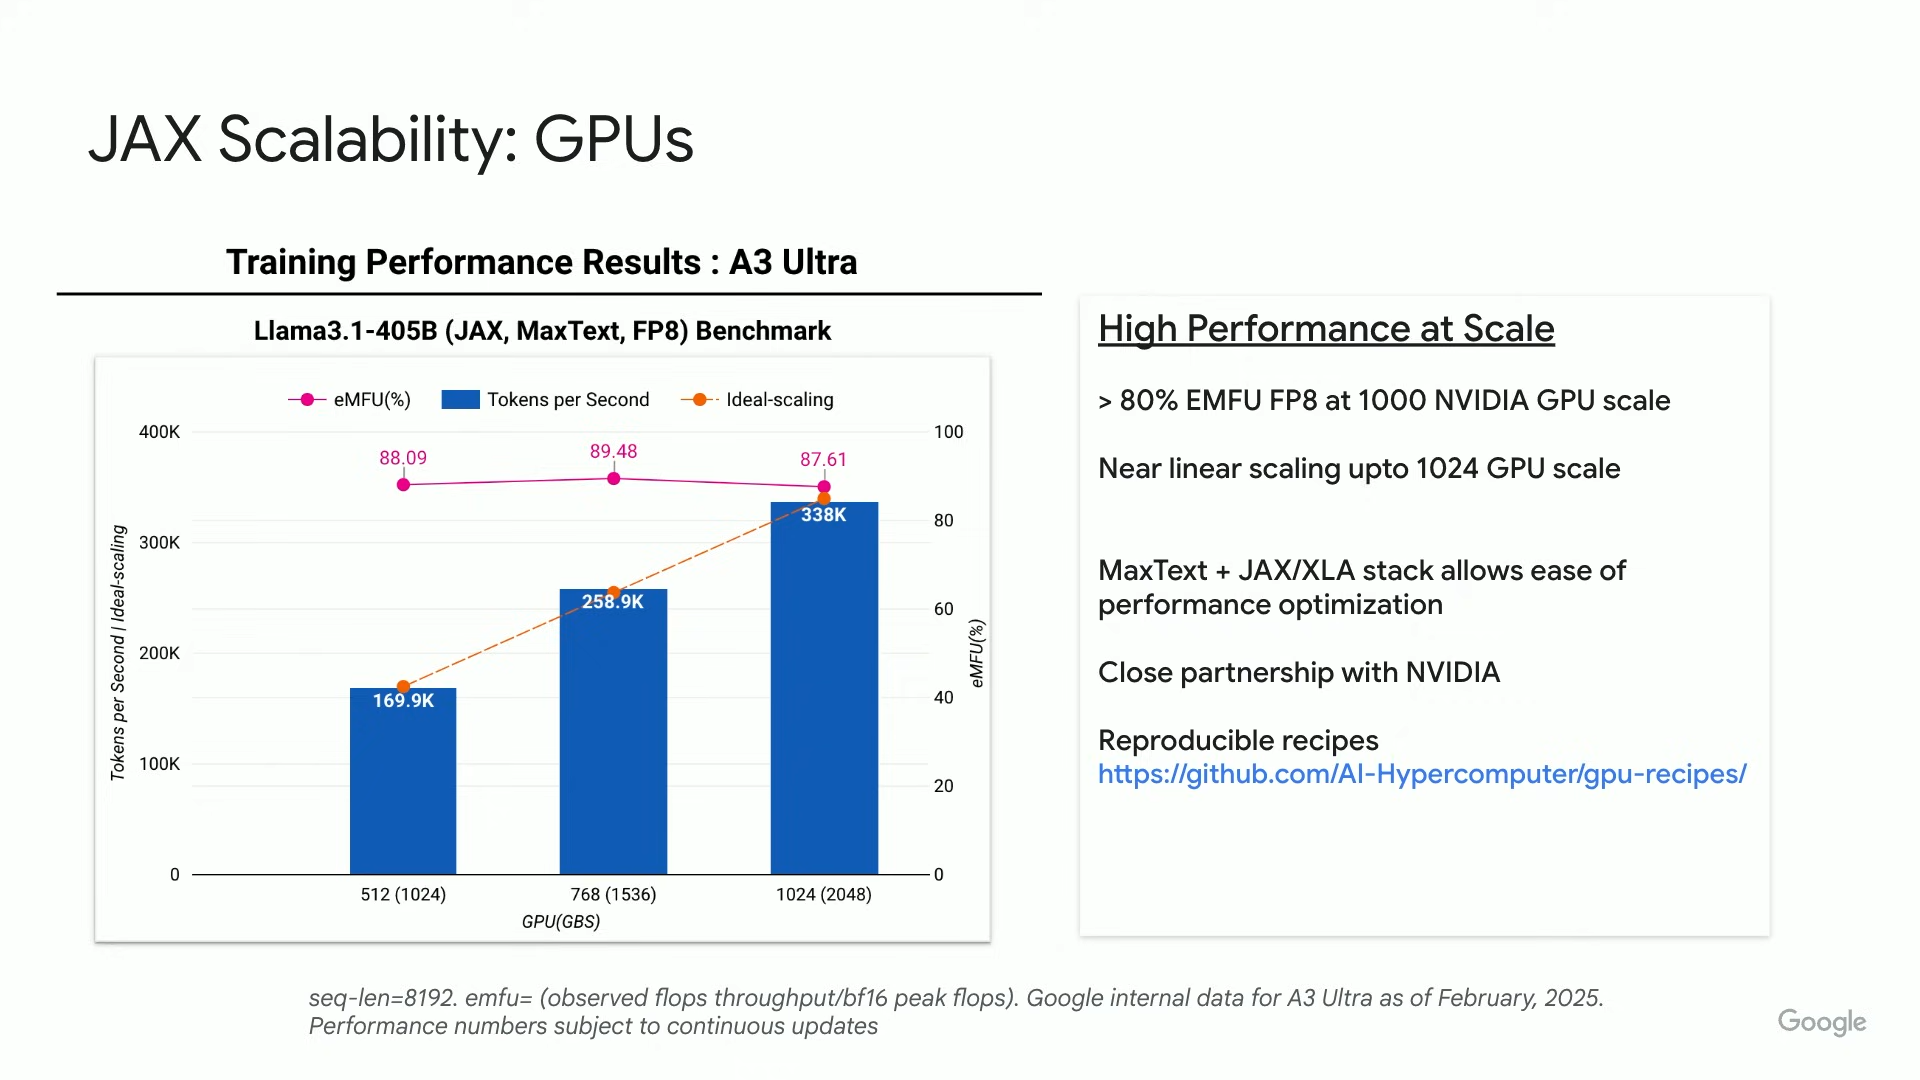 JAX Scalability: GPUs
Training Performance Results : A3 Ultra
Llama3.1-405B (JAX, MaxText, FP8) Benchmark
eMFU(%)
Tokens per Second
Ideal-scaling
400K
300K
200K
100K
0
Tokens per Second | Ideal-scaling
88.09
89.48
87.61
169.9K
258.9K
338K
100
80
60
40
20
0
eMFU(%)
512 (1024)
768 (1536)
1024 (2048)
GPU(GBS)
High Performance at Scale
> 80% EMFU FP8 at 1000 NVIDIA GPU scale
Near linear scaling upto 1024 GPU scale
MaxText + JAX/XLA stack allows ease of
performance optimization
Close partnership with NVIDIA
Reproducible recipes
https://github.com/AI-Hypercomputer/gpu-recipes/
seq-len=8192. emfu= (observed flops throughput/bf16 peak flops). Google internal data for A3 Ultra as of February, 2025.
Performance numbers subject to continuous updates
Google